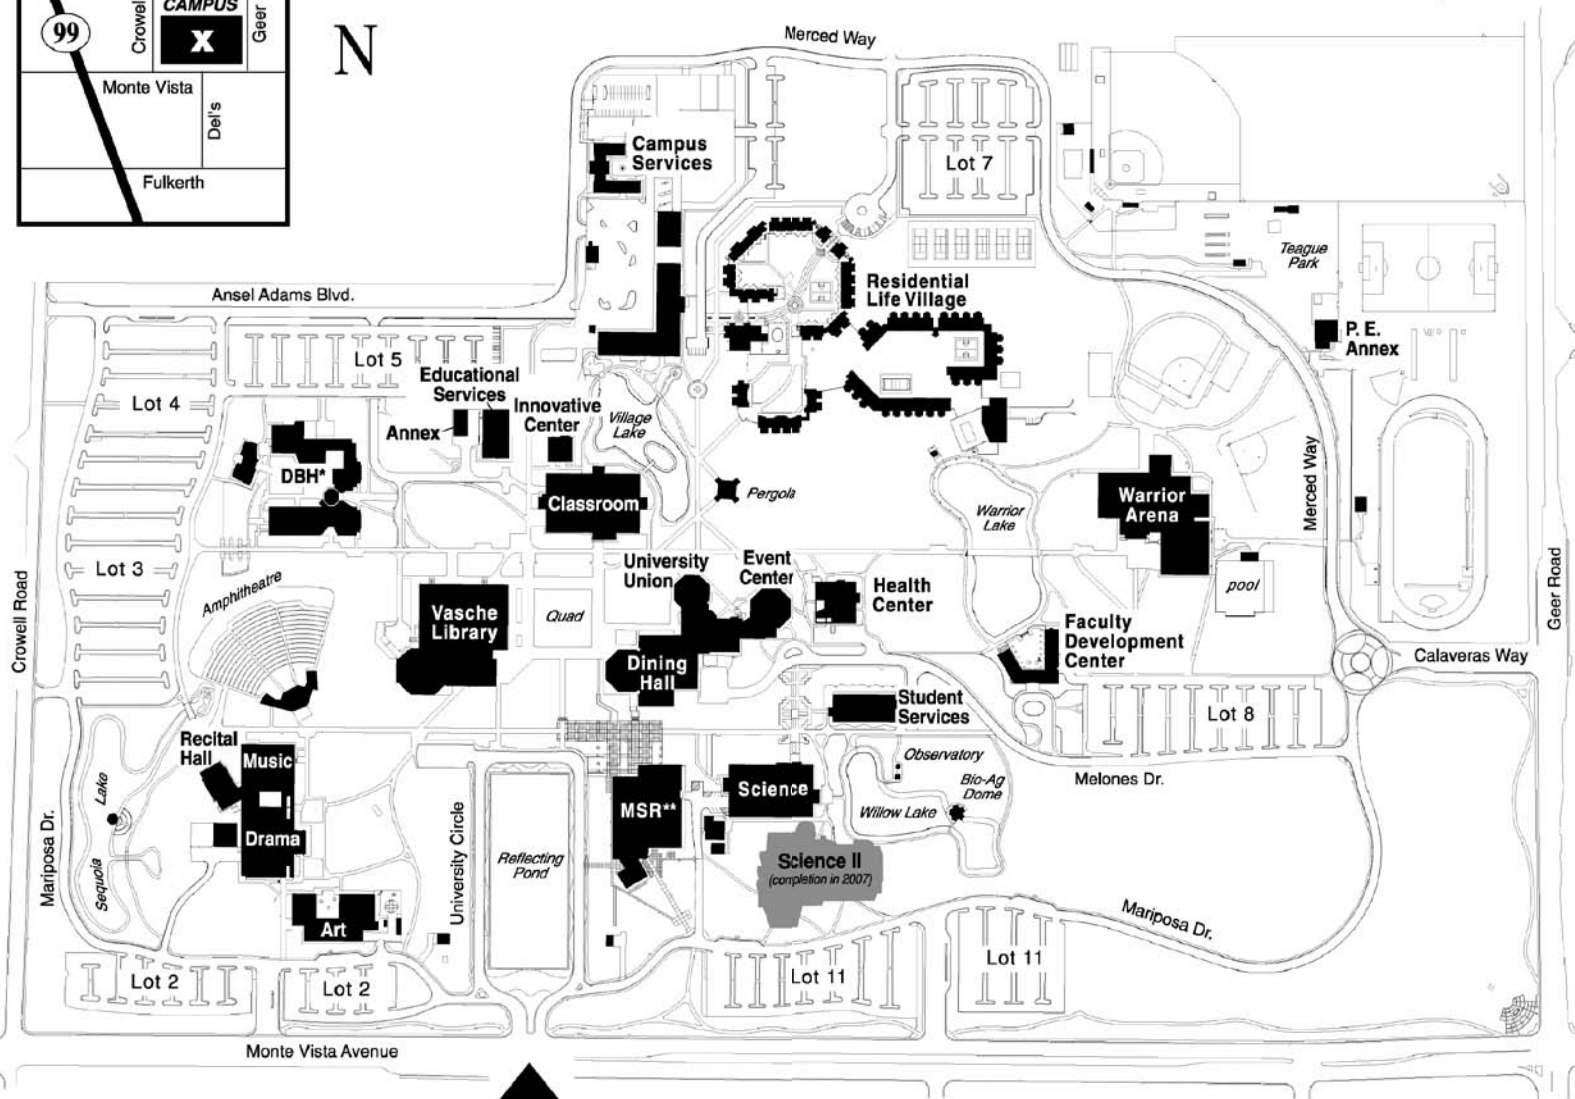 CAMPUS
Crowell
X
Geer
99
Monte Vista
Del's
Fulkerth
N
Merced Way
Campus
Services
Lot 7
Teague
Park
Residential
Life Village
P. E.
Annex
Ansel Adams Blvd.
Lot 5
Lot 4
Educational
Services
Innovative
Center
Annex
Village
Lake
DBH*
Classroom
Pergola
Warrior
Lake
Warrior
Arena
Merced Way
Lot 3
Amphitheatre
Crowell Road
Vasche
Library
Quad
University
Union
Event
Center
Health
Center
pool
Geer Road
Dining
Hall
Faculty
Development
Center
Calaveras Way
Student
Services
Lot 8
Recital
Hall
Music
Drama
Sequoia Lake
Mariposa Dr.
Art
University Circle
Reflecting
Pond
MSR**
Science
Observatory
Bio-Ag
Dome
Willow Lake
Melones Dr.
Science II
(completion in 2007)
Mariposa Dr.
Lot 2
Lot 2
Lot 11
Lot 11
Monte Vista Avenue